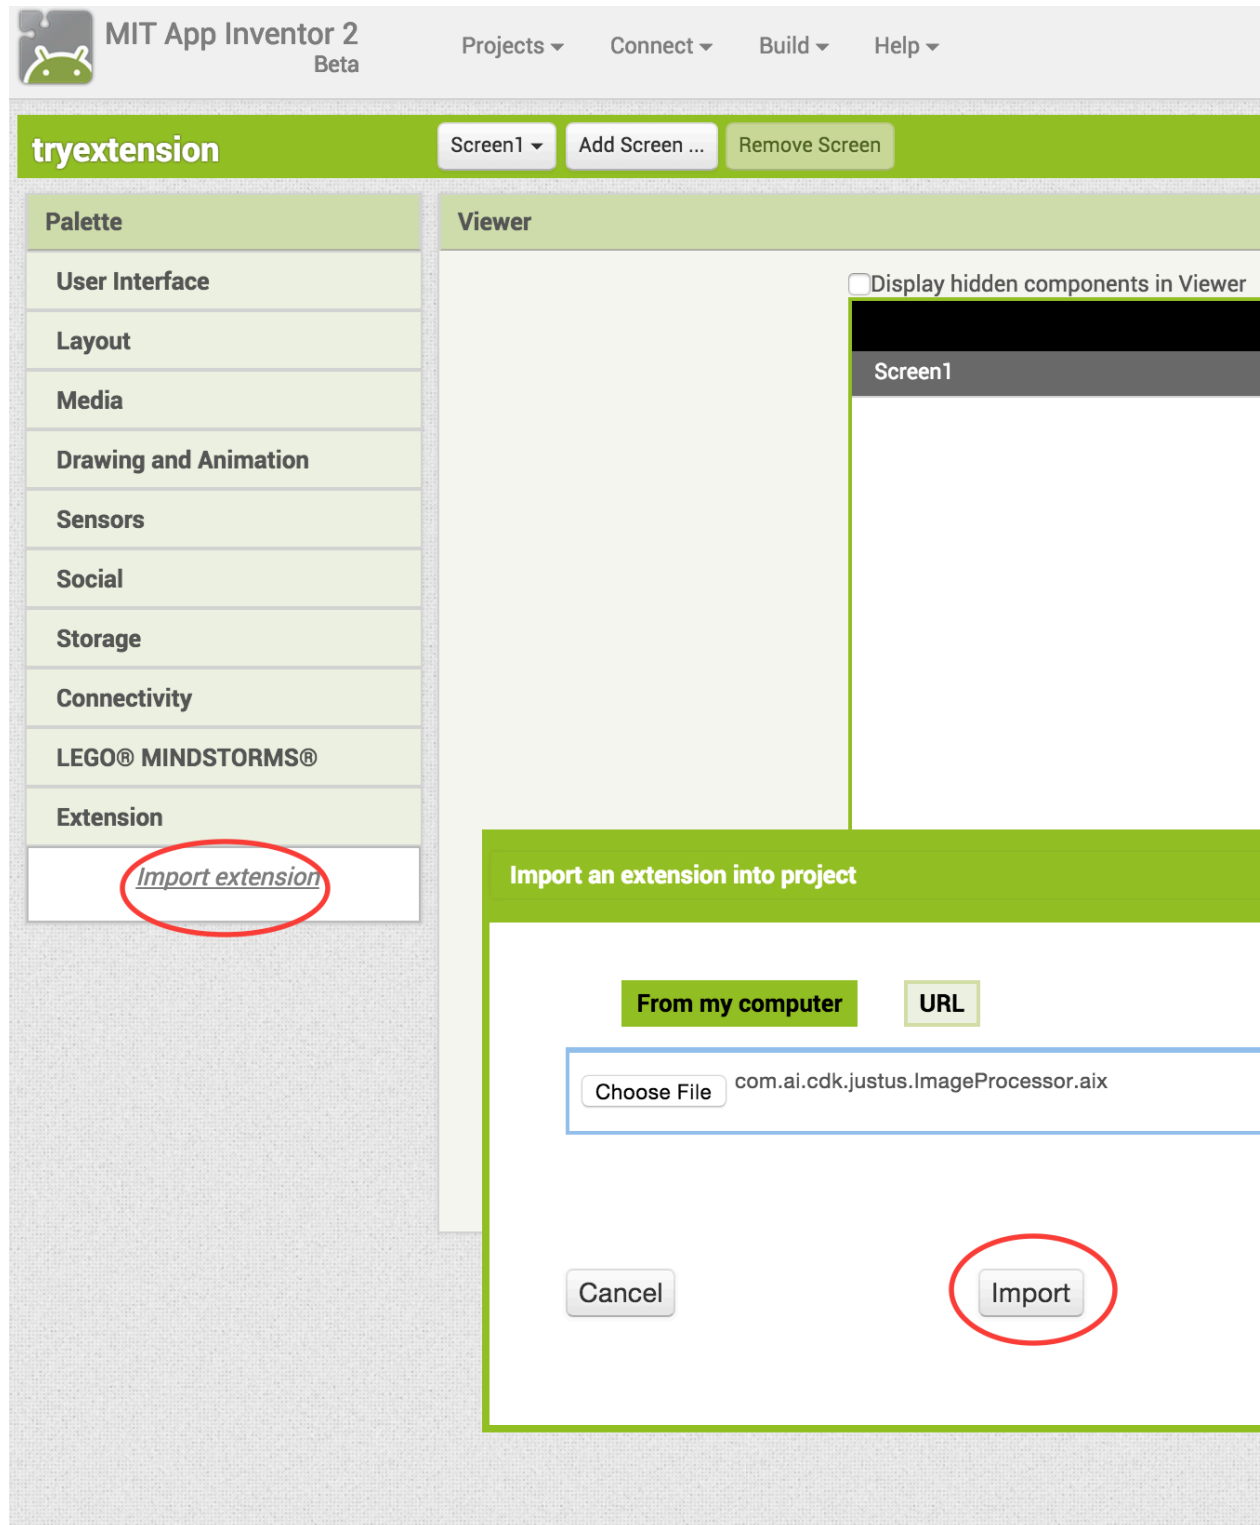 MIT App Inventor 2
Beta
Projects Connect Build Help
tryextension
Screen1 Add Screen ... Remove Screen
Palette
Viewer
User Interface
Display hidden components in Viewer
Layout
Screen1
Media
Drawing and Animation
Sensors
Social
Storage
Connectivity
LEGO® MINDSTORMS®
Extension
Import extension
Import an extension into project
From my computer URL
Choose File com.ai.cdk.justus.ImageProcessor.aix
Cancel Import